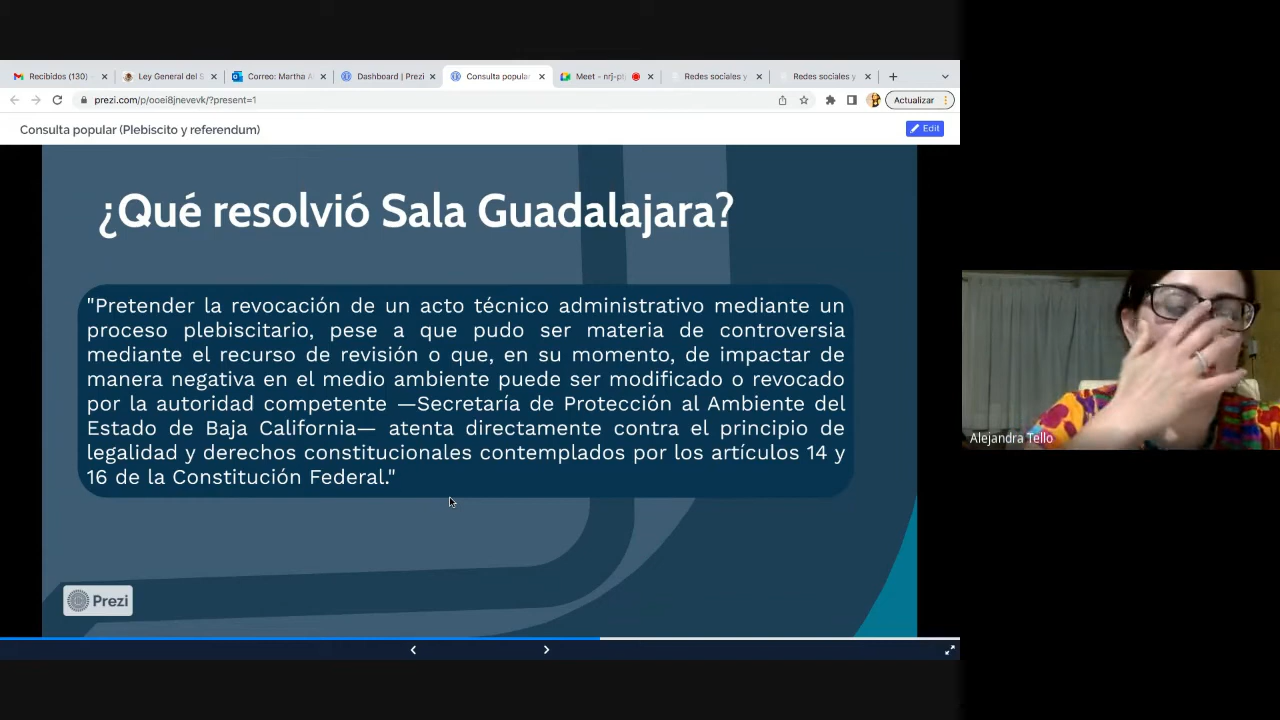 Recibidos (130)
Ley General del S
Correo: Martha A
Dashboard | Prezi
Consulta popular
Meet - nrj-pt
Redes sociales y
Redes sociales y
prezi.com/p/ooei8jnevevk/?present=1
Actualizar
Consulta popular (Plebiscito y referendum)
Edit
¿Qué resolvió Sala Guadalajara?
"Pretender la revocación de un acto técnico administrativo mediante un
proceso plebiscitario, pese a que pudo ser materia de controversia
mediante el recurso de revisión o que, en su momento, de impactar de
manera negativa en el medio ambiente puede ser modificado o revocado
por la autoridad competente —Secretaría de Protección al Ambiente del
Estado de Baja California— atenta directamente contra el principio de
legalidad y derechos constitucionales contemplados por los artículos 14 y
16 de la Constitución Federal."
Alejandra Tello
Prezi